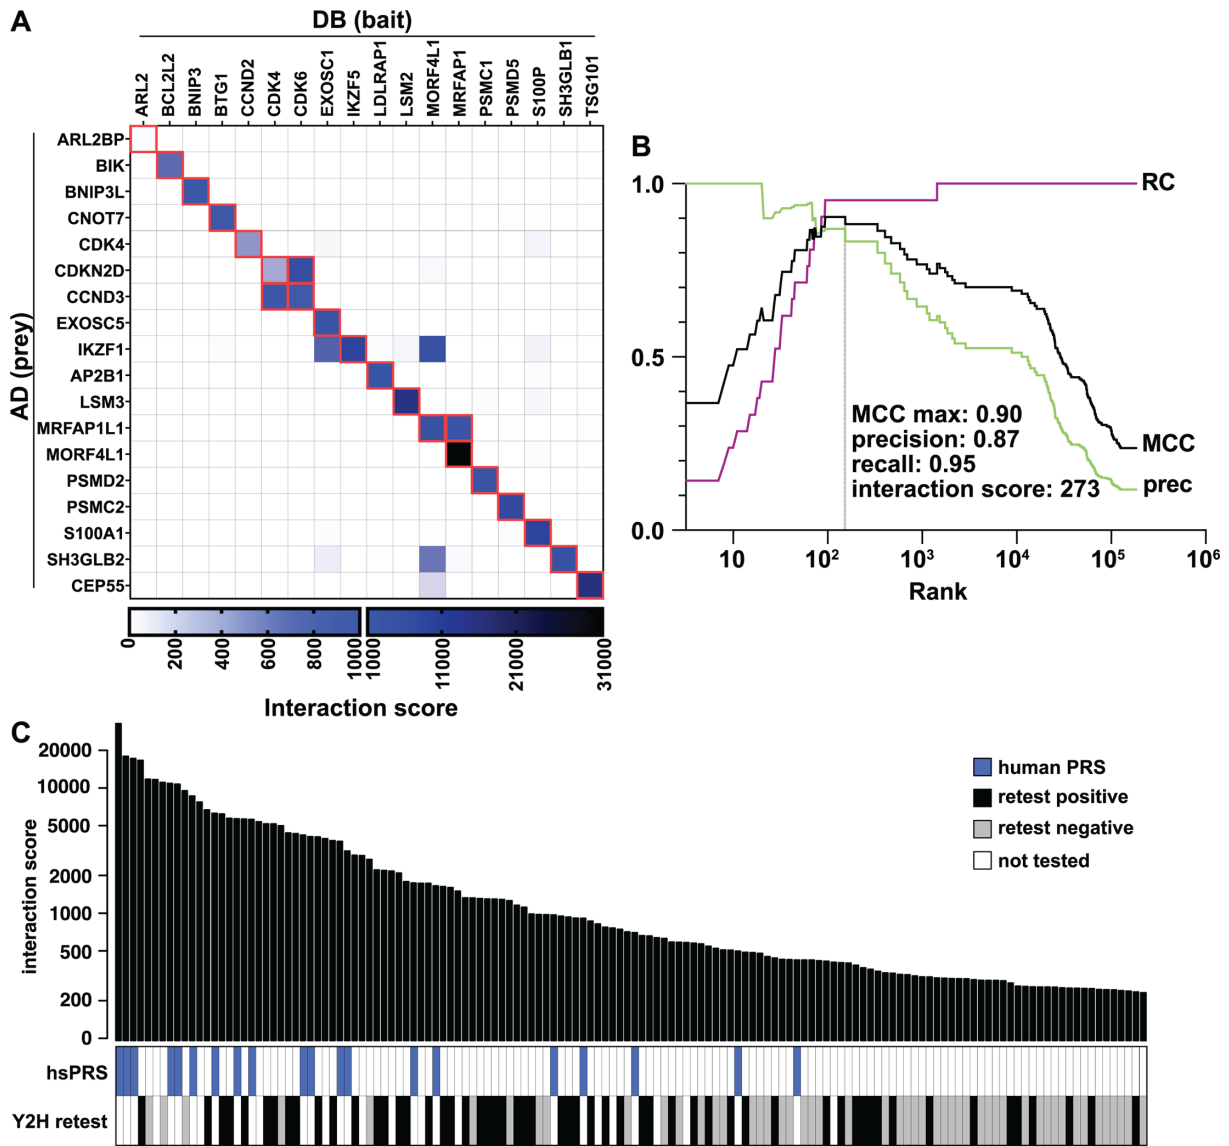 A
DB (bait)
ARL2
BCL2L2
BNIP3
BTG1
CCND2
CDK4
CDK6
EXOSC1
IKZF5
LDLRAP1
LSM2
MORF4L1
MRFAP1
PSMC1
PSMD5
S100P
SH3GLB1
TSG101
AD (prey)
ARL2BP
BIK
BNIP3L
CNOT7
CDK4
CDKN2D
CCND3
EXOSC5
IKZF1
AP2B1
LSM3
MRFAP1L1
MORF4L1
PSMD2
PSMC2
S100A1
SH3GLB2
CEP55
0
200
400
600
800
1000
1000
11000
21000
31000
Interaction score
B
1.0
0.5
0.0
RC
MCC
prec
MCC max: 0.90
precision: 0.87
recall: 0.95
interaction score: 273
10
10²
10³
10⁴
10⁵
10⁶
Rank
C
interaction score
20000
10000
5000
2000
1000
500
200
0
human PRS
retest positive
retest negative
not tested
hsPRS
Y2H retest